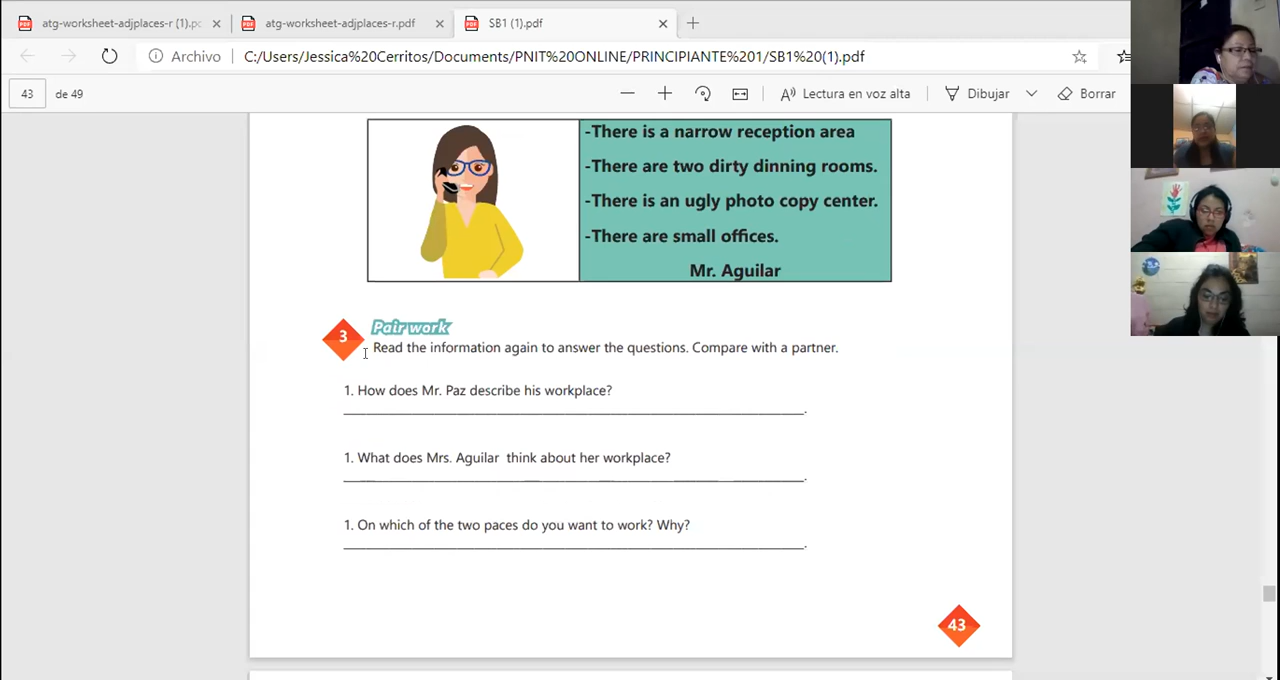 atg-worksheet-adjplaces-r (1).pc
atg-worksheet-adjplaces-r.pdf
SB1 (1).pdf
Archivo
C:/Users/Jessica%20Cerritos/Documents/PNIT%20ONLINE/PRINCIPIANTE%201/SB1%20(1).pdf
43
de 49
Lectura en voz alta
Dibujar
Borrar
-There is a narrow reception area
-There are two dirty dinning rooms.
-There is an ugly photo copy center.
-There are small offices.
Mr. Aguilar
3
Pair work
Read the information again to answer the questions. Compare with a partner.
1. How does Mr. Paz describe his workplace?
1. What does Mrs. Aguilar think about her workplace?
1. On which of the two paces do you want to work? Why?
43